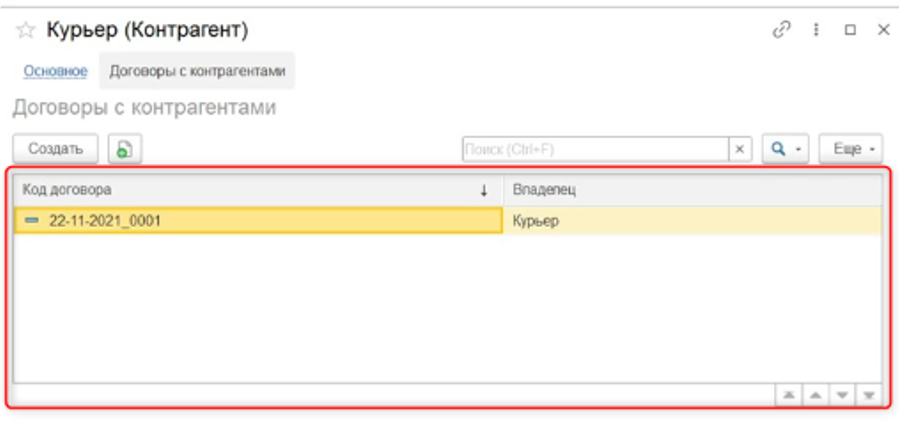 Курьер (Контрагент)
Основное Договоры с контрагентами
Договоры с контрагентами
Создать Поиск (Ctrl+F) × Еще
Код договора ↓ Владелец
22-11-2021_0001 Курьер